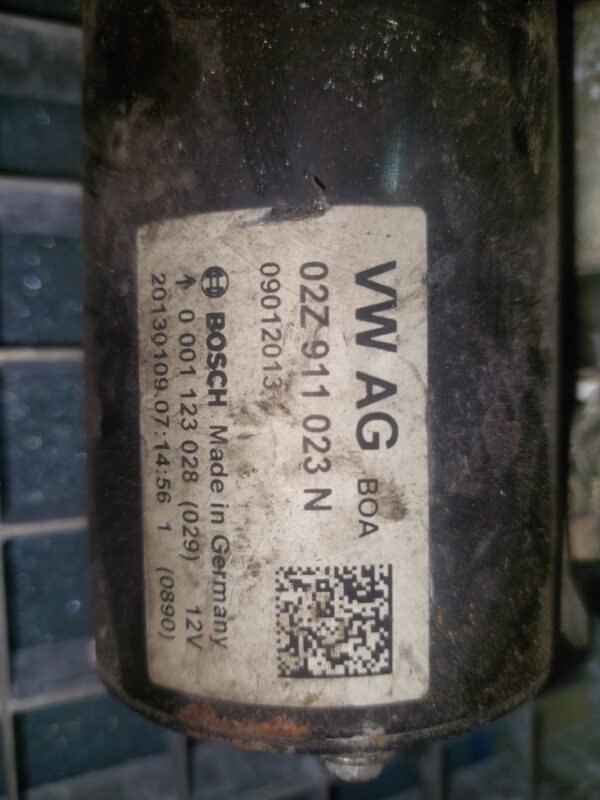 VW AG BOA
02Z 911 023 N
09012013
BOSCH Made in Germany
0 001 123 028 (029) 12V
20130109.07:14:56 1 (0890)